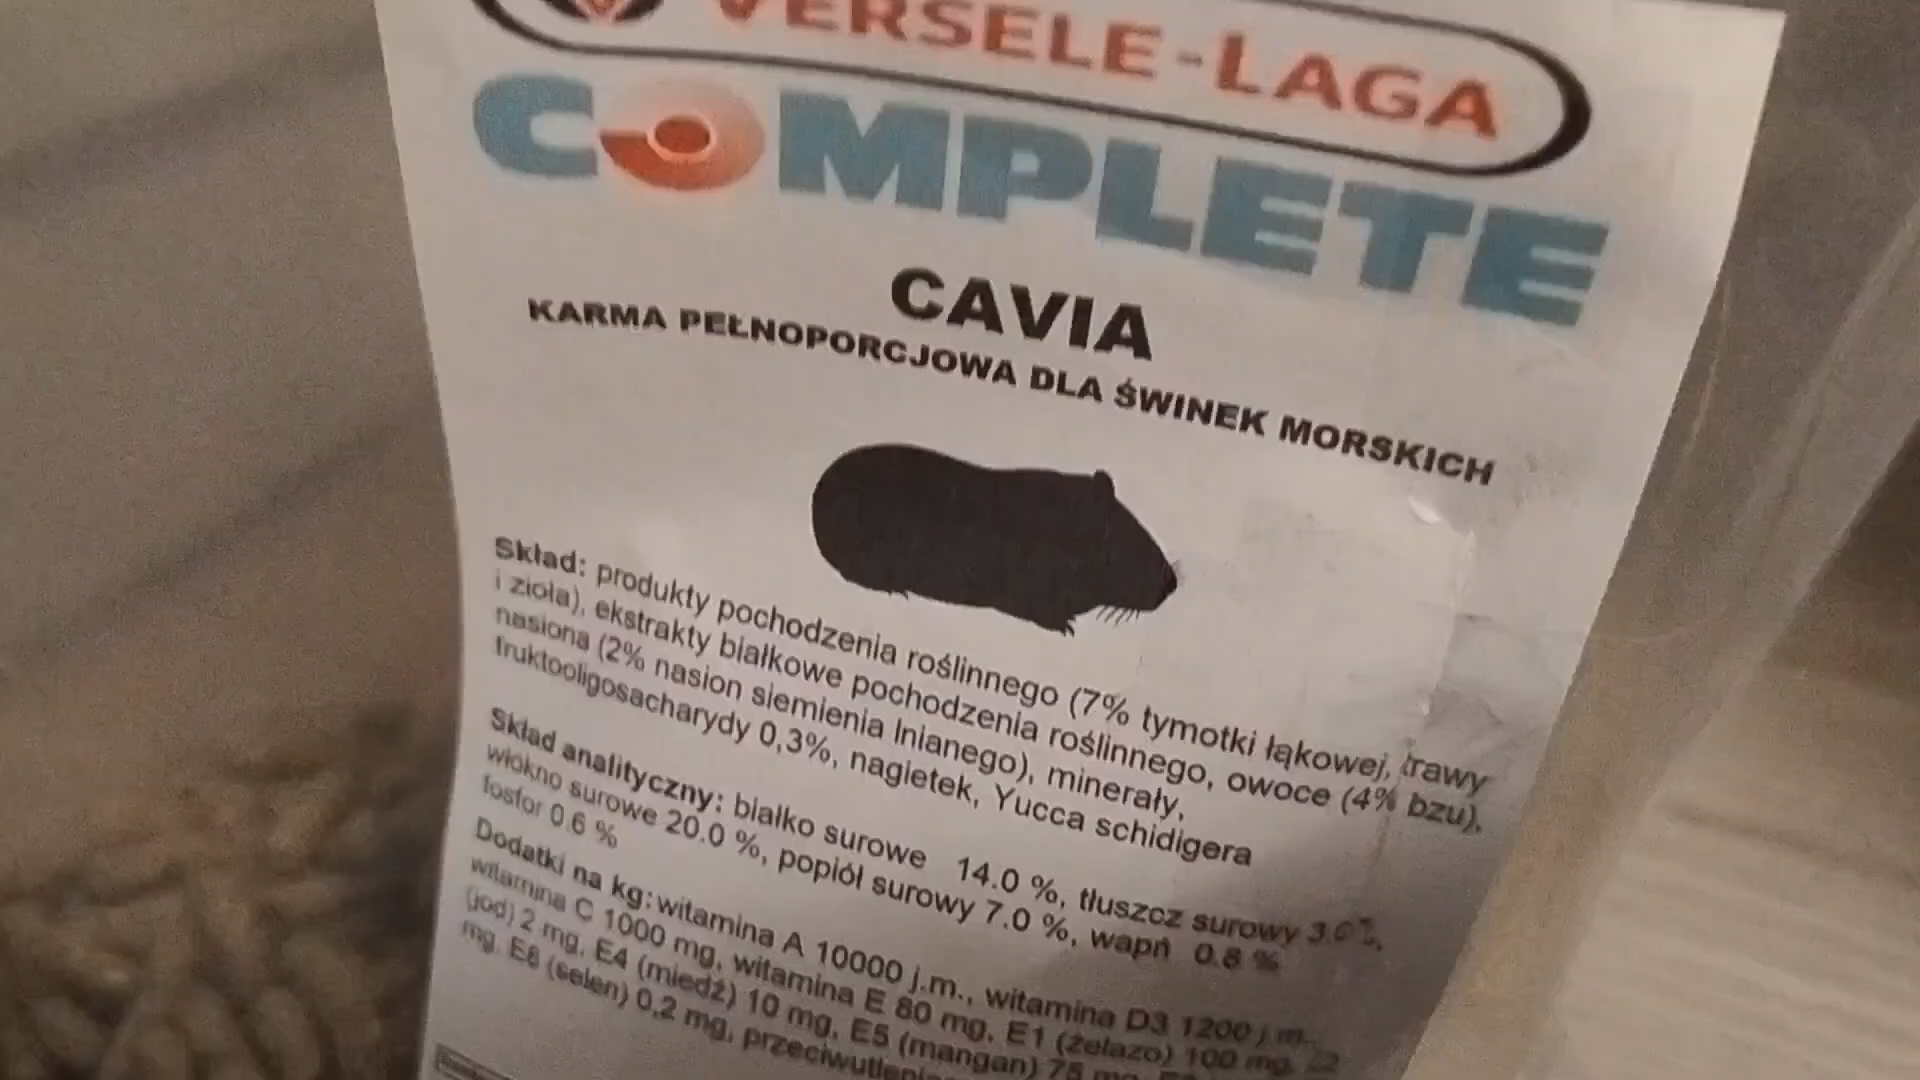 VERSELE-LAGA
COMPLETE
CAVIA
KARMA PEŁNOPORCJOWA DLA ŚWINEK MORSKICH
Skład: produkty pochodzenia roślinnego (7% tymotki łąkowej, trawy
i zioła), ekstrakty białkowe pochodzenia roślinnego, owoce (4% bzu),
nasiona (2% nasion siemienia lnianego), minerały,
fruktooligosacharydy 0,3%, nagietek, Yucca schidigera
Skład analityczny: białko surowe 14.0 %, tłuszcz surowy 3.0%,
włókno surowe 20.0 %, popiół surowy 7.0 %, wapń 0.8 %
fosfor 0.6 %
Dodatki na kg: witamina A 10000 j.m., witamina D3 1200 j.m.,
witamina C 1000 mg, witamina E 80 mg, E1 (żelazo) 100 mg,
(jod) 2 mg, E4 (miedź) 10 mg, E5 (mangan) 75 mg,
mg, E8 (selen) 0,2 mg,